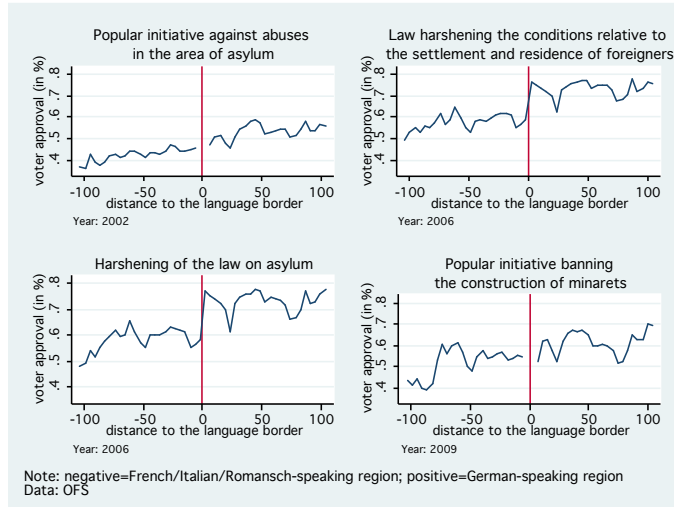 Popular initiative against abuses
in the area of asylum
voter approval (in %)
.8
.7
.6
.5
.4
-100 -50 0 50 100
distance to the language border
Year: 2002
Law harshening the conditions relative to
the settlement and residence of foreigners
voter approval (in %)
.8
.7
.6
.5
.4
-100 -50 0 50 100
distance to the language border
Year: 2006
Harshening of the law on asylum
voter approval (in %)
.8
.7
.6
.5
.4
-100 -50 0 50 100
distance to the language border
Year: 2006
Popular initiative banning
the construction of minarets
voter approval (in %)
.8
.7
.6
.5
.4
-100 -50 0 50 100
distance to the language border
Year: 2009
Note: negative=French/Italian/Romansch-speaking region; positive=German-speaking region
Data: OFS